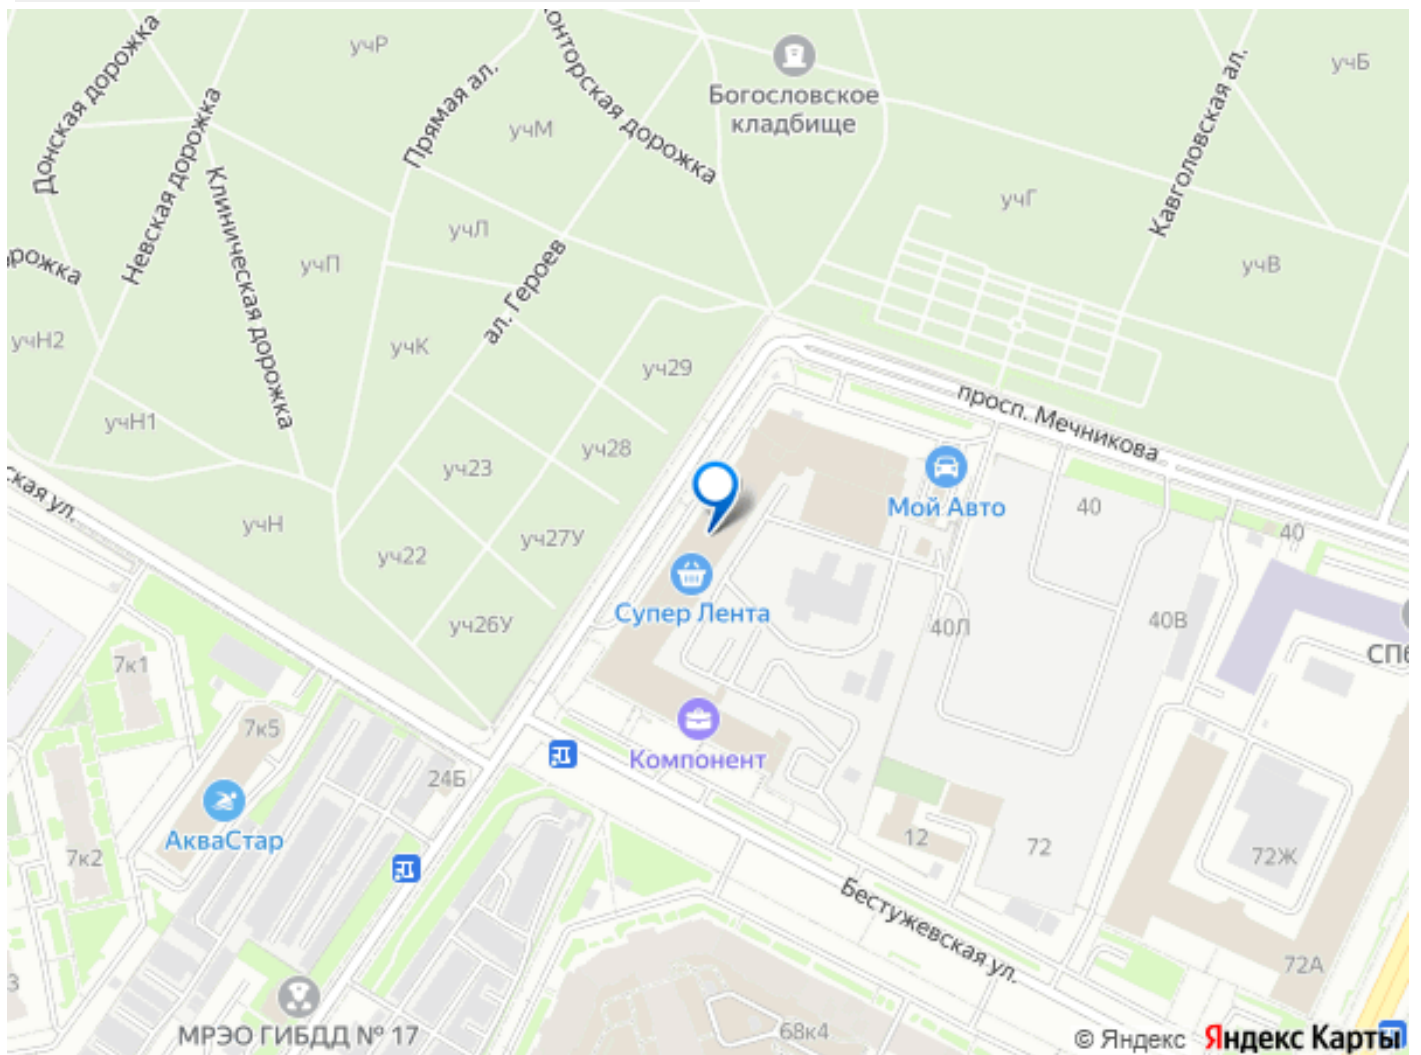 Донская дорожка
учР
Прямая ал.
Конторская дорожка
Богословское
кладбище
учБ
Невская дорожка
учМ
Кавголовская ал.
Клиническая дорожка
учЛ
учГ
орожка
учП
ал. Героев
учВ
учН2
учК
уч29
просп. Мечникова
учН1
уч28
уч23
Мой Авто
40
ская ул.
учН
уч22
уч27У
40
Супер Лента
уч26У
40Л
40В
7к1
СПб
7к5
Компонент
24Б
АкваСтар
12
72
72Ж
7к2
Бестужевская ул.
72А
3
МРЭО ГИБДД № 17
68к4
© Яндекс Яндекс Карты